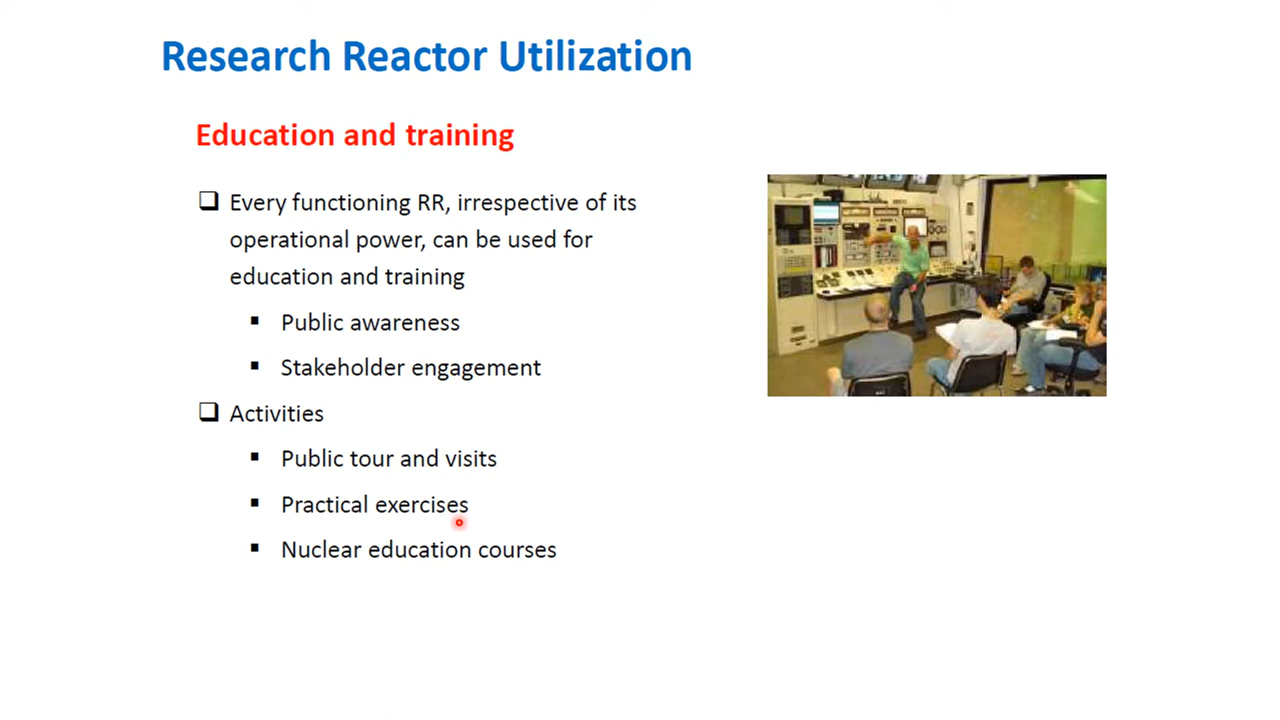 Research Reactor Utilization
Education and training
Every functioning RR, irrespective of its
operational power, can be used for
education and training
Public awareness
Stakeholder engagement
Activities
Public tour and visits
Practical exercises
Nuclear education courses